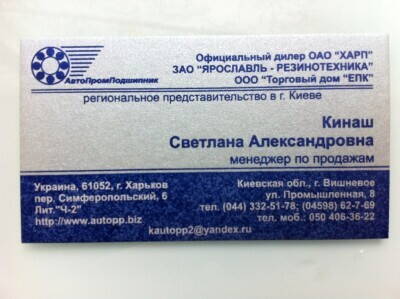 АвтоПромПодшипник
Официальный дилер ОАО "ХАРП"
ЗАО "ЯРОСЛАВЛЬ - РЕЗИНОТЕХНИКА"
ООО "Торговый дом "ЕПК"
региональное представительство в г. Киеве
Кинаш
Светлана Александровна
менеджер по продажам
Украина, 61052, г. Харьков
пер. Симферопольский, 6
Лит."Ч-2"
http://www.autopp.biz
Киевская обл., г. Вишневое
ул. Промышленная, 8
тел. (044) 332-51-78; (04598) 62-7-69
тел. моб.: 050 406-36-22
kautopp2@yandex.ru